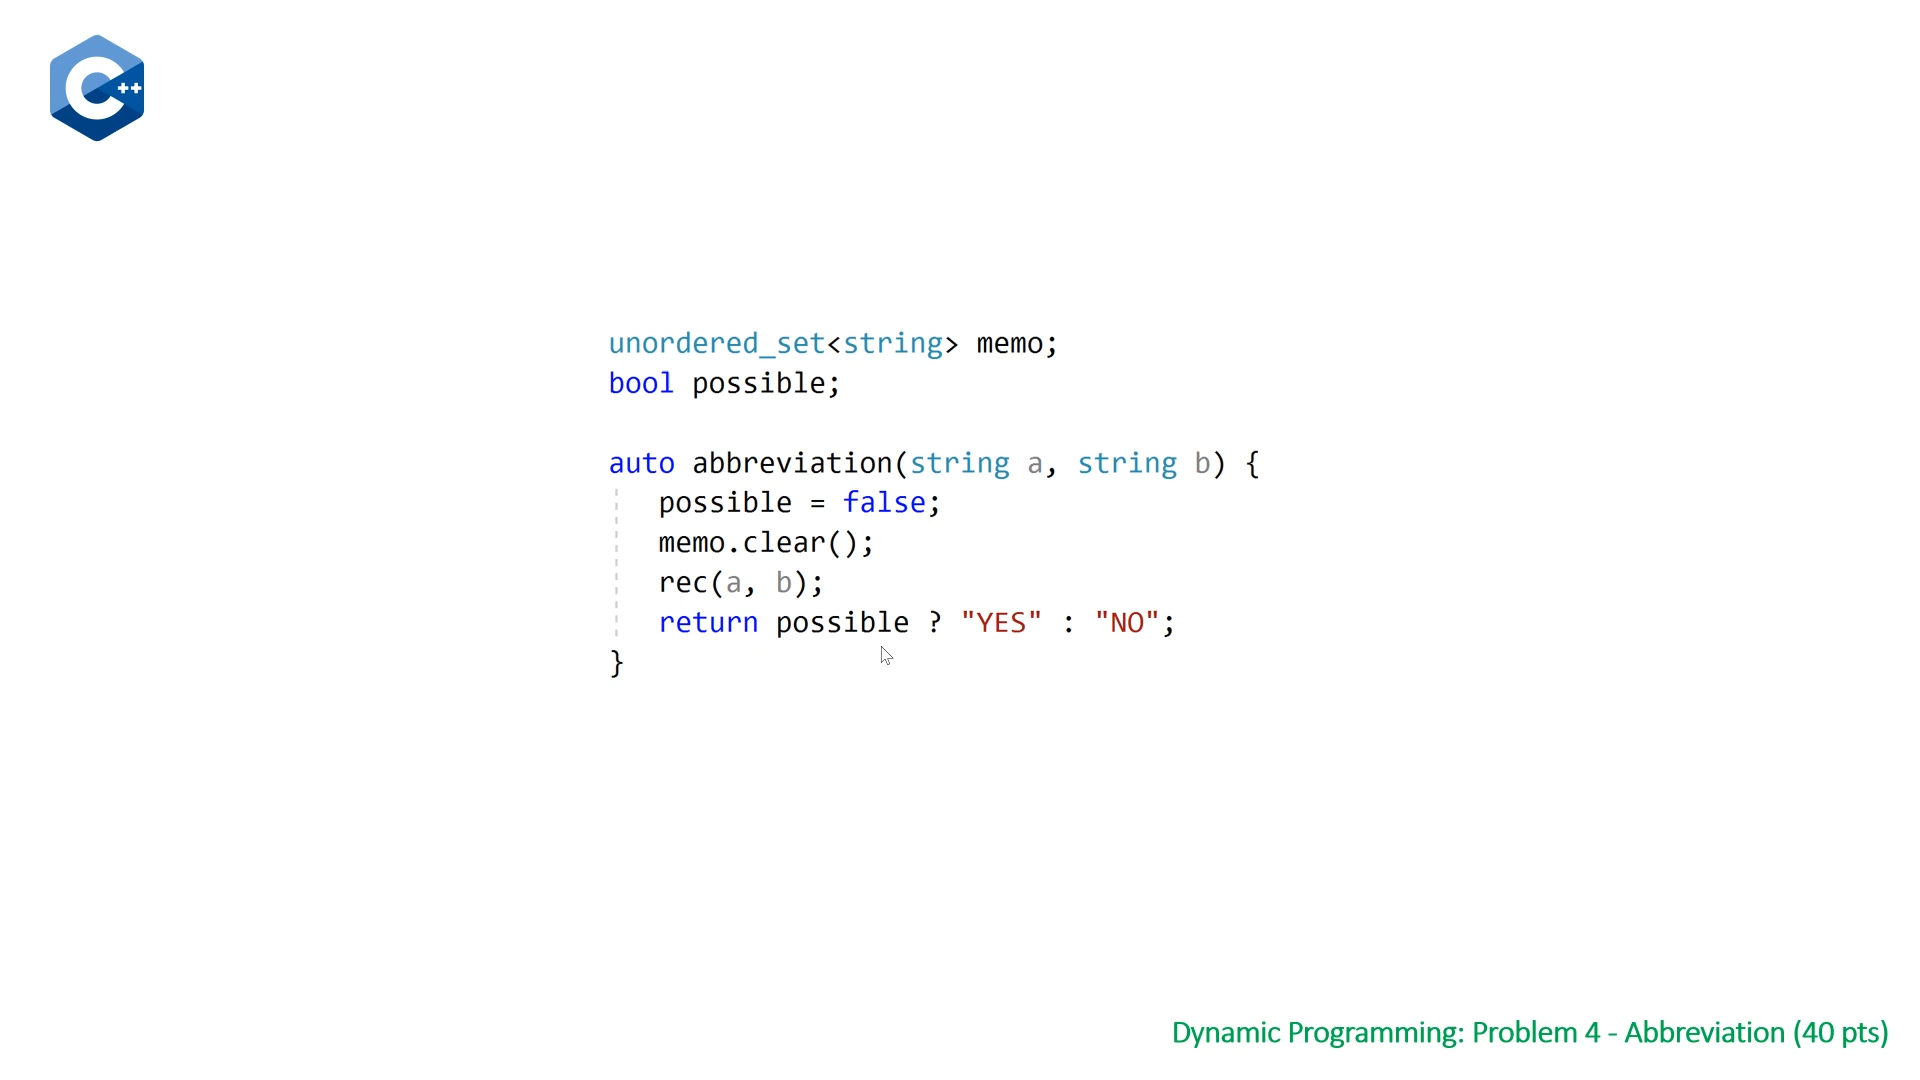 C++
unordered_set<string> memo;
bool possible;
auto abbreviation(string a, string b) {
possible = false;
memo.clear();
rec(a, b);
return possible ? "YES" : "NO";
}
Dynamic Programming: Problem 4 - Abbreviation (40 pts)